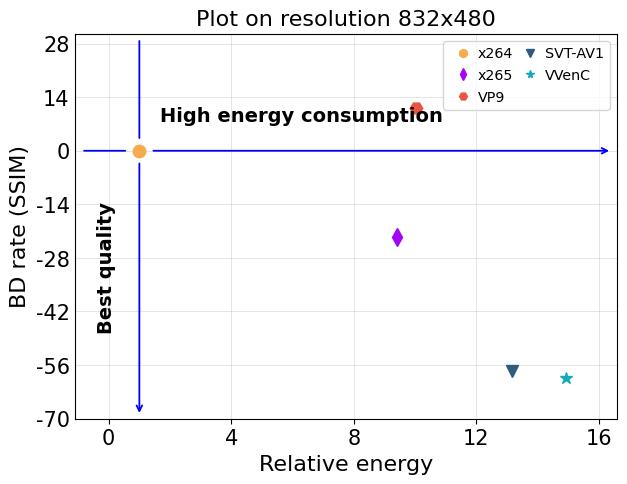 Plot on resolution 832x480
x264
x265
VP9
SVT-AV1
VVenC
High energy consumption
Best quality
BD rate (SSIM)
28
14
0
-14
-28
-42
-56
-70
0
4
8
12
16
Relative energy